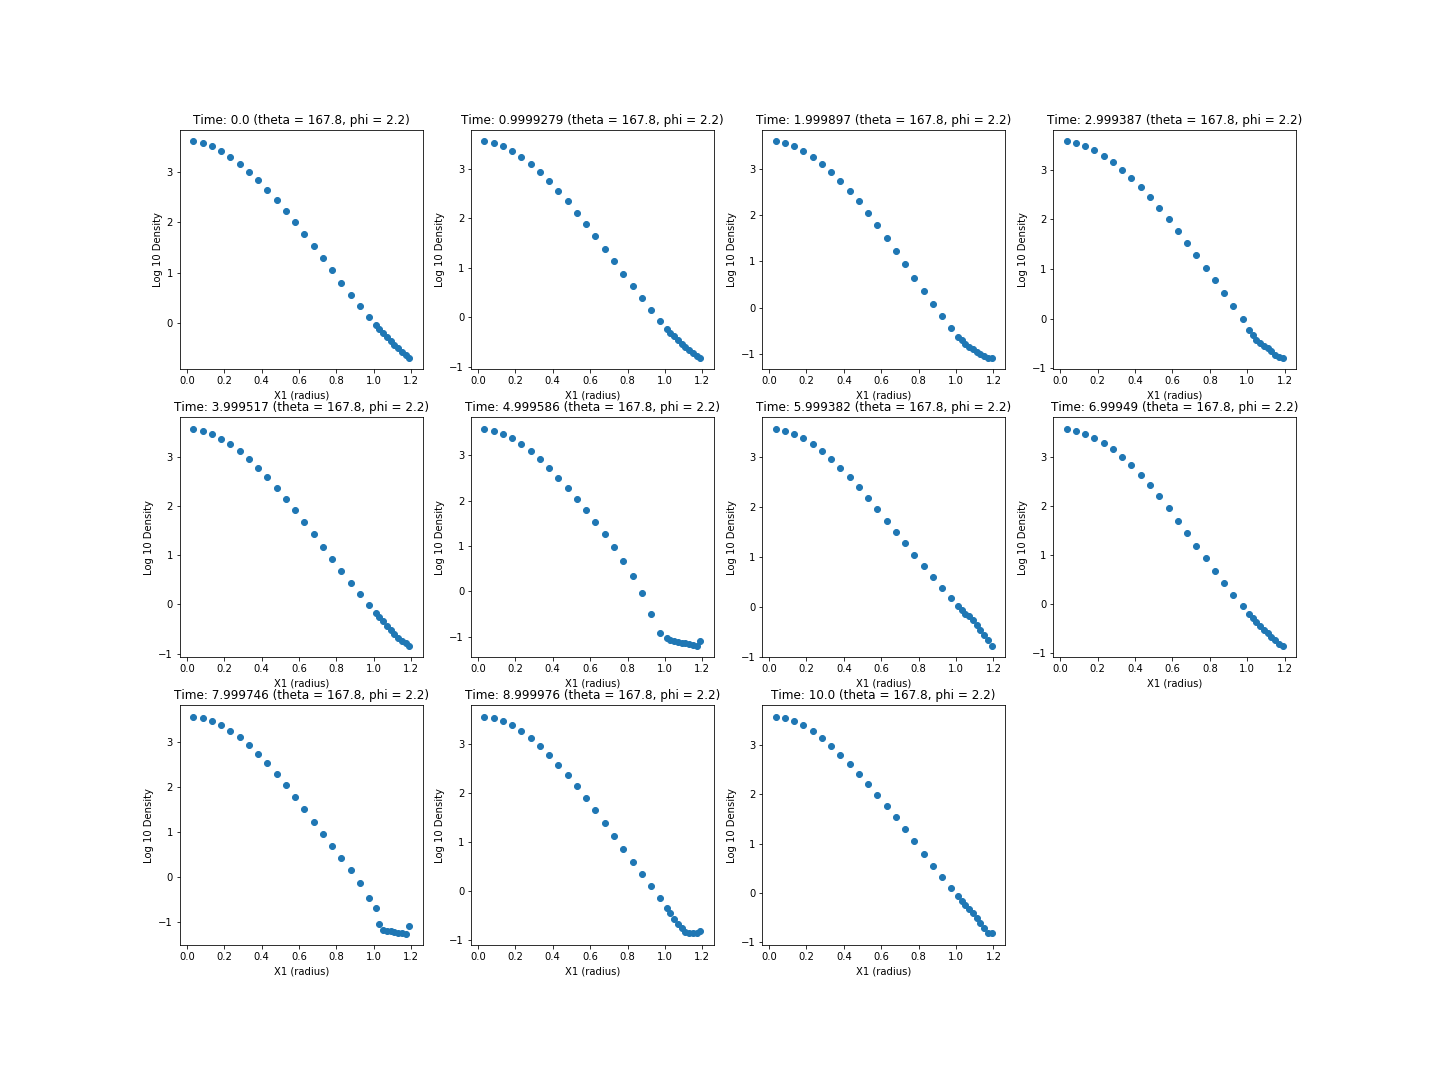 Time: 0.0 (theta = 167.8, phi = 2.2)
Time: 0.9999279 (theta = 167.8, phi = 2.2)
Time: 1.999897 (theta = 167.8, phi = 2.2)
Time: 2.999387 (theta = 167.8, phi = 2.2)
3
2
1
0
Log 10 Density
0.0 0.2 0.4 0.6 0.8 1.0 1.2
X1 (radius)
3
2
1
0
−1
Log 10 Density
0.0 0.2 0.4 0.6 0.8 1.0 1.2
X1 (radius)
3
2
1
0
−1
Log 10 Density
0.0 0.2 0.4 0.6 0.8 1.0 1.2
X1 (radius)
3
2
1
0
−1
Log 10 Density
0.0 0.2 0.4 0.6 0.8 1.0 1.2
X1 (radius)
Time: 3.999517 (theta = 167.8, phi = 2.2)
Time: 4.999586 (theta = 167.8, phi = 2.2)
Time: 5.999382 (theta = 167.8, phi = 2.2)
Time: 6.99949 (theta = 167.8, phi = 2.2)
3
2
1
0
−1
Log 10 Density
0.0 0.2 0.4 0.6 0.8 1.0 1.2
X1 (radius)
3
2
1
0
−1
Log 10 Density
0.0 0.2 0.4 0.6 0.8 1.0 1.2
X1 (radius)
3
2
1
0
−1
Log 10 Density
0.0 0.2 0.4 0.6 0.8 1.0 1.2
X1 (radius)
3
2
1
0
−1
Log 10 Density
0.0 0.2 0.4 0.6 0.8 1.0 1.2
X1 (radius)
Time: 7.999746 (theta = 167.8, phi = 2.2)
Time: 8.999976 (theta = 167.8, phi = 2.2)
Time: 10.0 (theta = 167.8, phi = 2.2)
3
2
1
0
−1
Log 10 Density
0.0 0.2 0.4 0.6 0.8 1.0 1.2
X1 (radius)
3
2
1
0
−1
Log 10 Density
0.0 0.2 0.4 0.6 0.8 1.0 1.2
X1 (radius)
3
2
1
0
−1
Log 10 Density
0.0 0.2 0.4 0.6 0.8 1.0 1.2
X1 (radius)